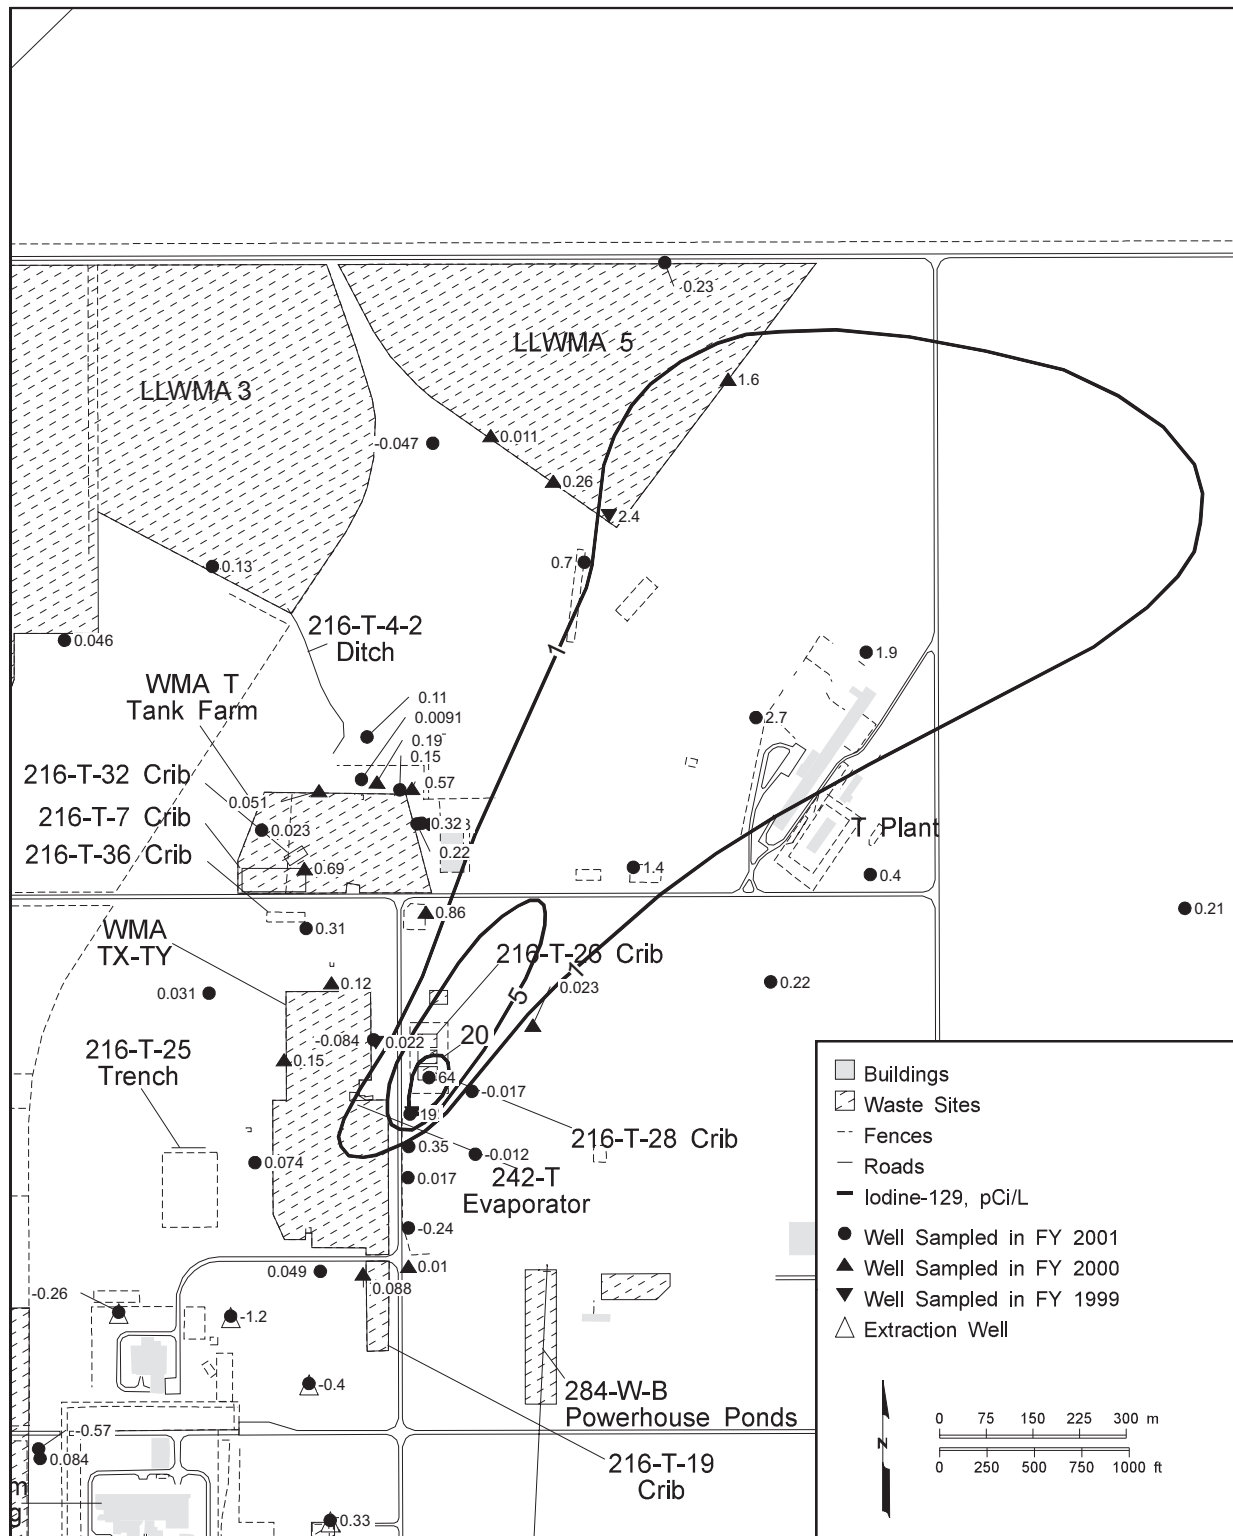 0.23
LLWMA 5
LLWMA 3
1.6
-0.047
0.011
0.26
2.4
0.7
0.13
216-T-4-2
Ditch
0.046
1
1.9
WMA T
Tank Farm
0.11
0.0091
0.19
0.15
2.7
216-T-32 Crib
0.57
0.051
216-T-7 Crib
0.023
0.32
T Plant
216-T-36 Crib
0.22
0.69
1.4
0.4
0.86
0.21
WMA
TX-TY
0.31
216-T-26 Crib
1
0.12
0.023
0.22
0.031
5
-0.084
0.022
20
216-T-25
Trench
0.15
64
-0.017
19
216-T-28 Crib
0.35
-0.012
0.074
0.017
242-T
Evaporator
-0.24
0.049
0.01
0.088
-0.26
-1.2
-0.4
284-W-B
Powerhouse Ponds
-0.57
0.084
216-T-19
Crib
m
g
0.33
Buildings
Waste Sites
Fences
Roads
Iodine-129, pCi/L
Well Sampled in FY 2001
Well Sampled in FY 2000
Well Sampled in FY 1999
Extraction Well
N
0 75 150 225 300 m
0 250 500 750 1000 ft